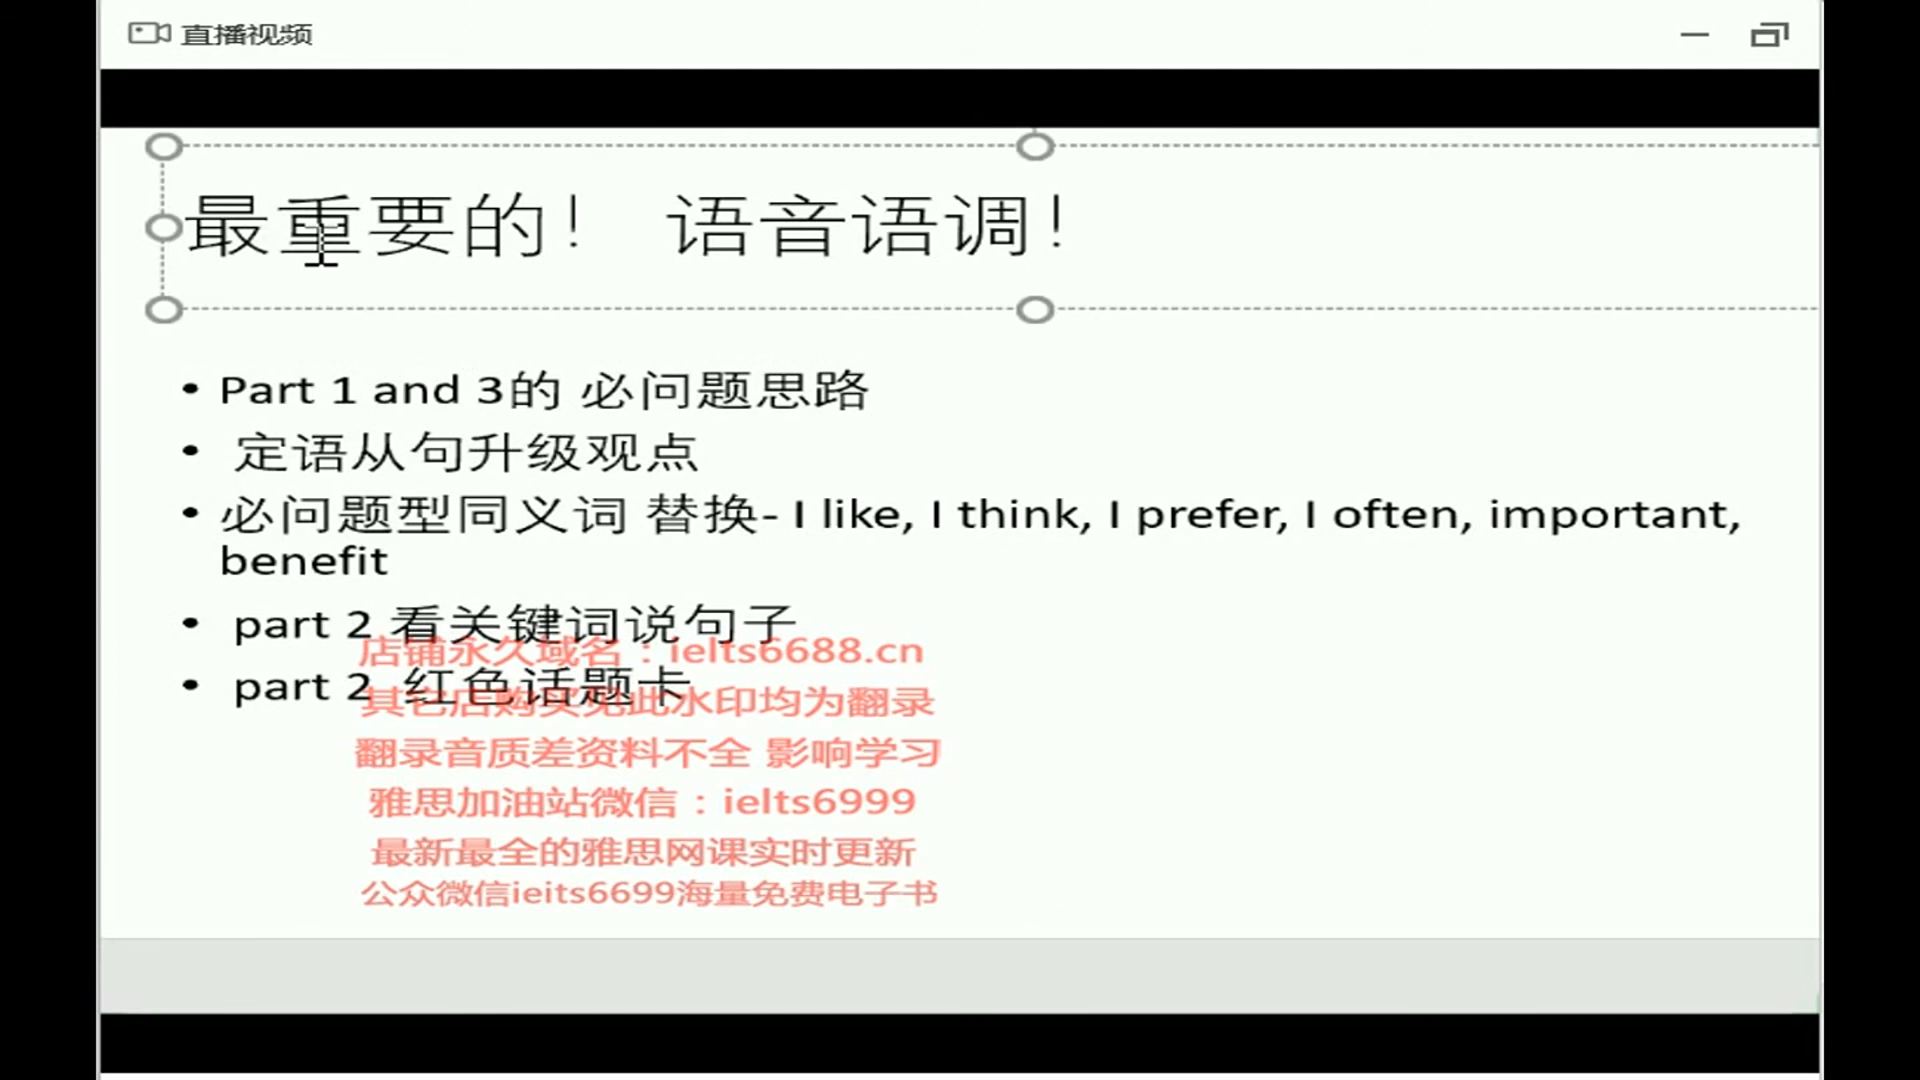 直播视频
最重要的！ 语音语调！
• Part 1 and 3的 必问题思路
• 定语从句升级观点
• 必问题型同义词 替换- I like, I think, I prefer, I often, important,
benefit
• part 2 看关键词说句子
店铺永久域名：ielts6688.cn
• part 2 红色话题卡
其它店购买见此水印均为翻录
翻录音质差资料不全 影响学习
雅思加油站微信：ielts6999
最新最全的雅思网课实时更新
公众微信ieits6699海量免费电子书